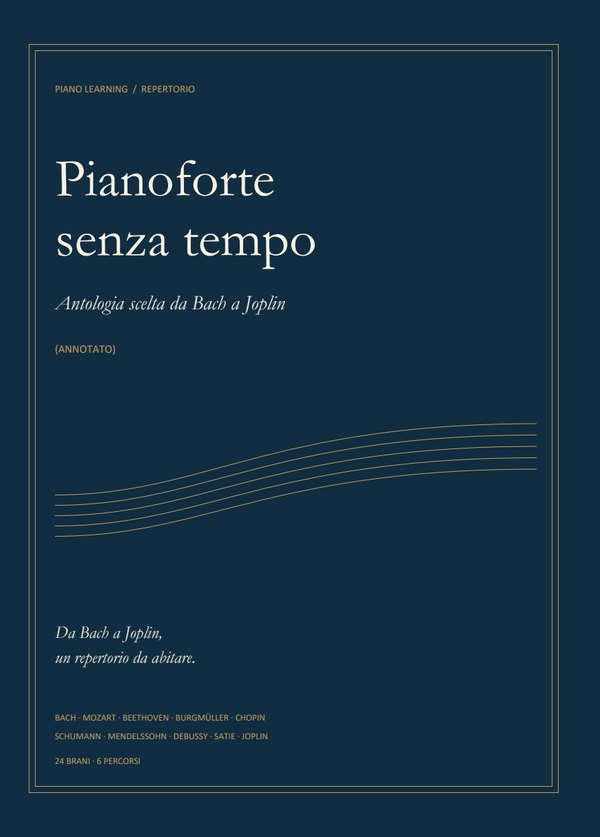 PIANO LEARNING / REPERTORIO
Pianoforte
senza tempo
Antologia scelta da Bach a Joplin
(ANNOTATO)
Da Bach a Joplin,
un repertorio da abitare.
BACH · MOZART · BEETHOVEN · BURGMÜLLER · CHOPIN
SCHUMANN · MENDELSSOHN · DEBUSSY · SATIE · JOPLIN
24 BRANI · 6 PERCORSI